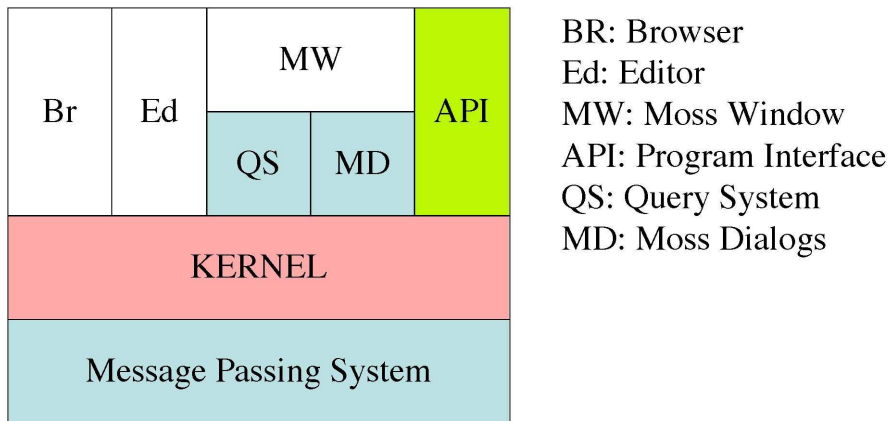 MW
Br
Ed
API
QS
MD
KERNEL
Message Passing System
BR: Browser
Ed: Editor
MW: Moss Window
API: Program Interface
QS: Query System
MD: Moss Dialogs